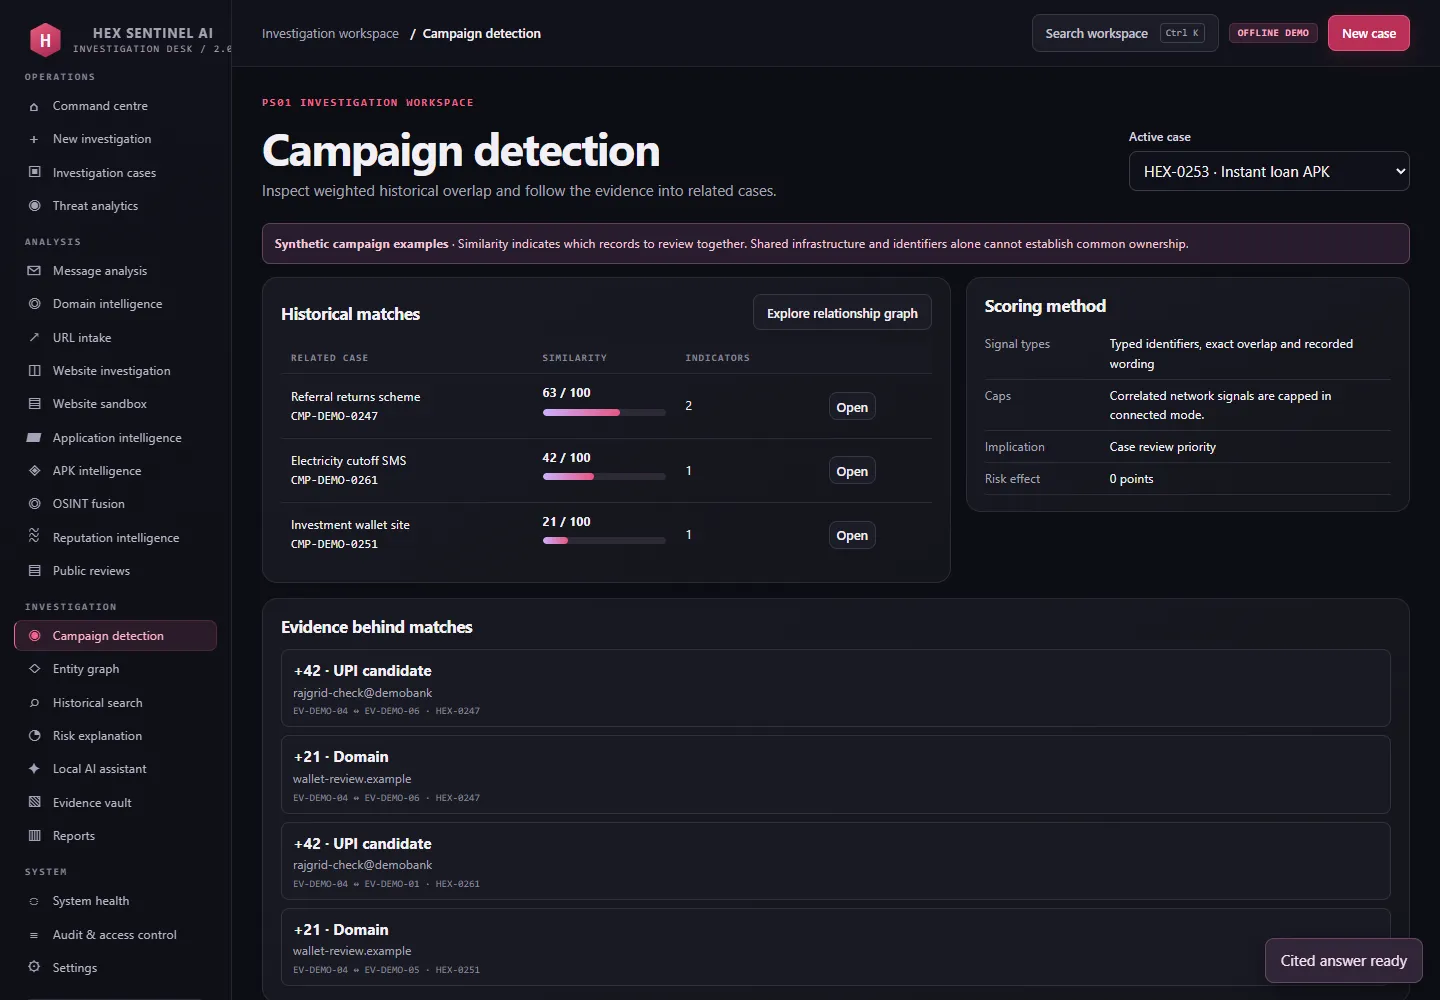 HEX SENTINEL AI
INVESTIGATION DESK / 2.0
OPERATIONS
Command centre
New investigation
Investigation cases
Threat analytics
ANALYSIS
Message analysis
Domain intelligence
URL intake
Website investigation
Website sandbox
Application intelligence
APK intelligence
OSINT fusion
Reputation intelligence
Public reviews
INVESTIGATION
Campaign detection
Entity graph
Historical search
Risk explanation
Local AI assistant
Evidence vault
Reports
SYSTEM
System health
Audit & access control
Settings
Investigation workspace / Campaign detection
Search workspace Ctrl K
OFFLINE DEMO
New case
PS01 INVESTIGATION WORKSPACE
Campaign detection
Inspect weighted historical overlap and follow the evidence into related cases.
Active case
HEX-0253 · Instant loan APK
Synthetic campaign examples · Similarity indicates which records to review together. Shared infrastructure and identifiers alone cannot establish common ownership.
Historical matches
Explore relationship graph
RELATED CASE SIMILARITY INDICATORS
Referral returns scheme
CMP-DEMO-0247
63 / 100
2
Open
Electricity cutoff SMS
CMP-DEMO-0261
42 / 100
1
Open
Investment wallet site
CMP-DEMO-0251
21 / 100
1
Open
Scoring method
Signal types Typed identifiers, exact overlap and recorded
wording
Caps Correlated network signals are capped in
connected mode.
Implication Case review priority
Risk effect 0 points
Evidence behind matches
+42 · UPI candidate
rajgrid-check@demobank
EV-DEMO-04 ↔ EV-DEMO-06 · HEX-0247
+21 · Domain
wallet-review.example
EV-DEMO-04 ↔ EV-DEMO-06 · HEX-0247
+42 · UPI candidate
rajgrid-check@demobank
EV-DEMO-04 ↔ EV-DEMO-01 · HEX-0261
+21 · Domain
wallet-review.example
EV-DEMO-04 ↔ EV-DEMO-05 · HEX-0251
Cited answer ready